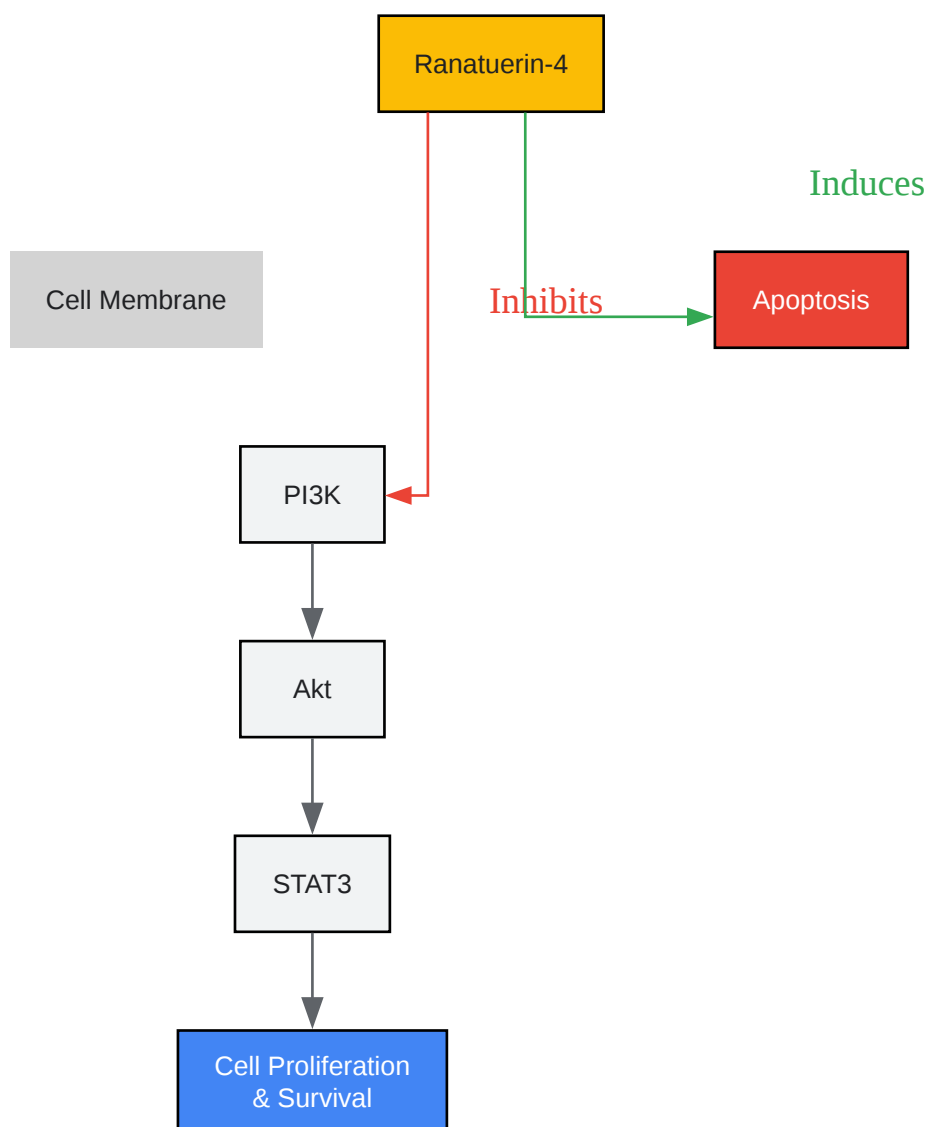 Ranatuerin-4
Induces
Cell Membrane
Inhibits
Apoptosis
PI3K
Akt
STAT3
Cell Proliferation
& Survival